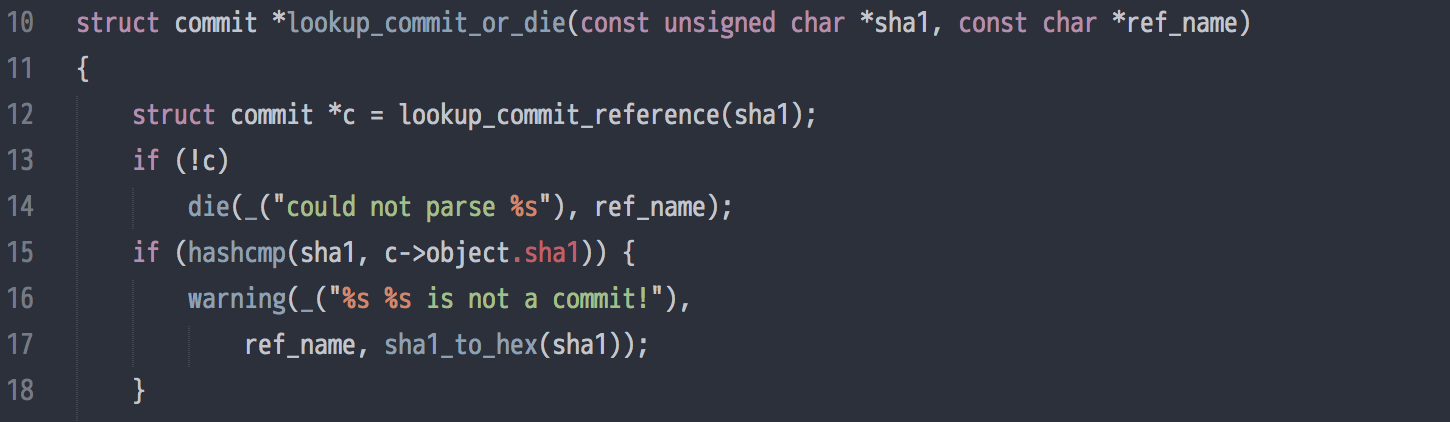 10 struct commit *lookup_commit_or_die(const unsigned char *sha1, const char *ref_name)
11 {
12     struct commit *c = lookup_commit_reference(sha1);
13     if (!c)
14         die(_("could not parse %s"), ref_name);
15     if (hashcmp(sha1, c->object.sha1)) {
16         warning(_("%s %s is not a commit!"),
17             ref_name, sha1_to_hex(sha1));
18     }